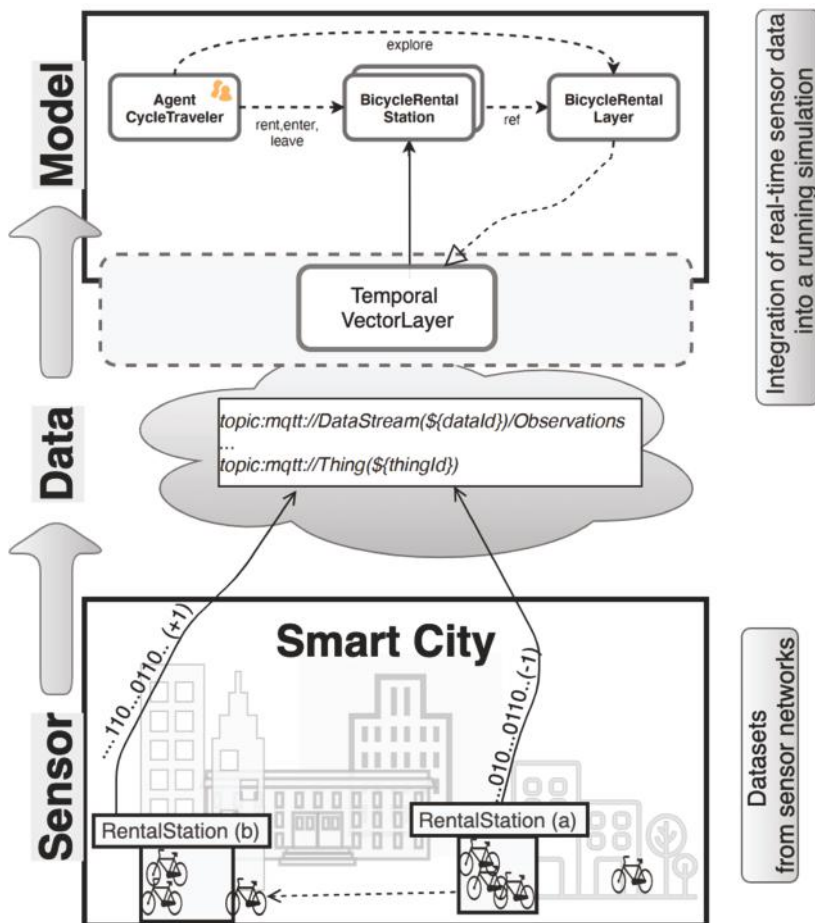 Model
explore
Agent
CycleTraveler
rent,enter,
leave
BicycleRental
Station
ref
BicycleRental
Layer
Integration of real-time sensor data
into a running simulation
Temporal
VectorLayer
Data
topic:mqtt://DataStream(${dataId})/Observations
...
topic:mqtt://Thing(${thingId})
Sensor
Smart City
....110...0110.. (+1)
...010...0110..(-1)
RentalStation (b)
RentalStation (a)
Datasets
from sensor networks